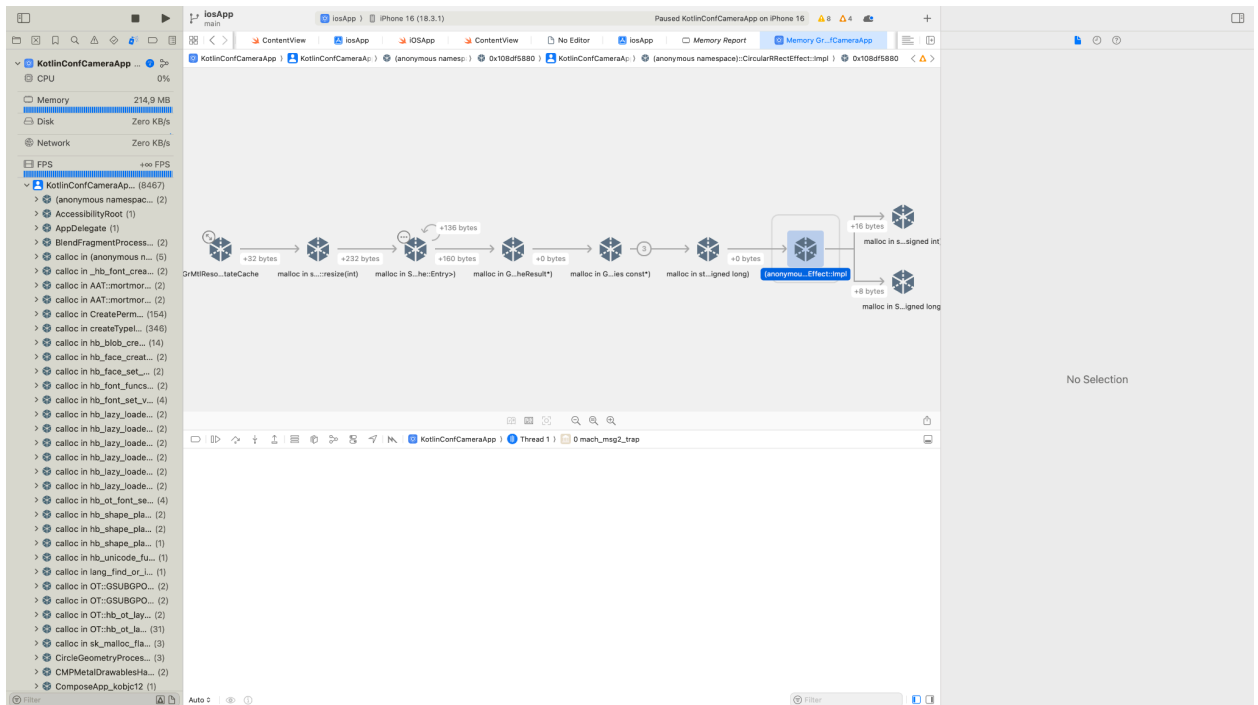 iosApp
main
iosApp ⟩ iPhone 16 (18.3.1)
Paused KotlinConfCameraApp on iPhone 16 8 4
ContentView iosApp iOSApp ContentView No Editor iosApp Memory Report Memory Gr...fCameraApp
KotlinConfCameraApp ⟩ KotlinConfCameraAp ⟩ (anonymous namesp ⟩ 0x108df5880 ⟩ KotlinConfCameraAp ⟩ (anonymous namespace)::CircularRRectEffect::Impl ⟩ 0x108df5880
KotlinConfCameraApp ...
CPU 0%
Memory 214,9 MB
Disk Zero KB/s
Network Zero KB/s
FPS +∞ FPS
KotlinConfCameraAp... (8467)
(anonymous namespac... (2)
AccessibilityRoot (1)
AppDelegate (1)
BlendFragmentProcess... (2)
calloc in (anonymous n... (5)
calloc in _hb_font_crea... (2)
calloc in AAT::mortmor... (2)
calloc in AAT::mortmor... (2)
calloc in CreatePerm... (154)
calloc in createTypeI... (346)
calloc in hb_blob_cre... (14)
calloc in hb_face_creat... (2)
calloc in hb_face_set_... (2)
calloc in hb_font_funcs... (2)
calloc in hb_font_set_v... (4)
calloc in hb_lazy_loade... (2)
calloc in hb_lazy_loade... (2)
calloc in hb_lazy_loade... (2)
calloc in hb_lazy_loade... (2)
calloc in hb_lazy_loade... (2)
calloc in hb_lazy_loade... (2)
calloc in hb_ot_font_se... (4)
calloc in hb_shape_pla... (2)
calloc in hb_shape_pla... (2)
calloc in hb_shape_pla... (1)
calloc in hb_unicode_fu... (1)
calloc in lang_find_or_i... (1)
calloc in OT::GSUBGPO... (2)
calloc in OT::GSUBGPO... (2)
calloc in OT::hb_ot_lay... (2)
calloc in OT::hb_ot_la... (31)
calloc in sk_malloc_fla... (3)
CircleGeometryProces... (3)
CMPMetalDrawablesHa... (2)
ComposeApp_kobjc12 (1)
Filter
+136 bytes
+16 bytes
malloc in s...signed int
+32 bytes +232 bytes +160 bytes +0 bytes 3 +0 bytes
GrMtlReso...tateCache malloc in s...::resize(int) malloc in S...he::Entry>) malloc in G...heResult*) malloc in G...ies const*) malloc in st...igned long) (anonymou...Effect::Impl
+8 bytes
malloc in S...igned long
KotlinConfCameraApp ⟩ Thread 1 ⟩ 0 mach_msg2_trap
Auto
Filter
No Selection